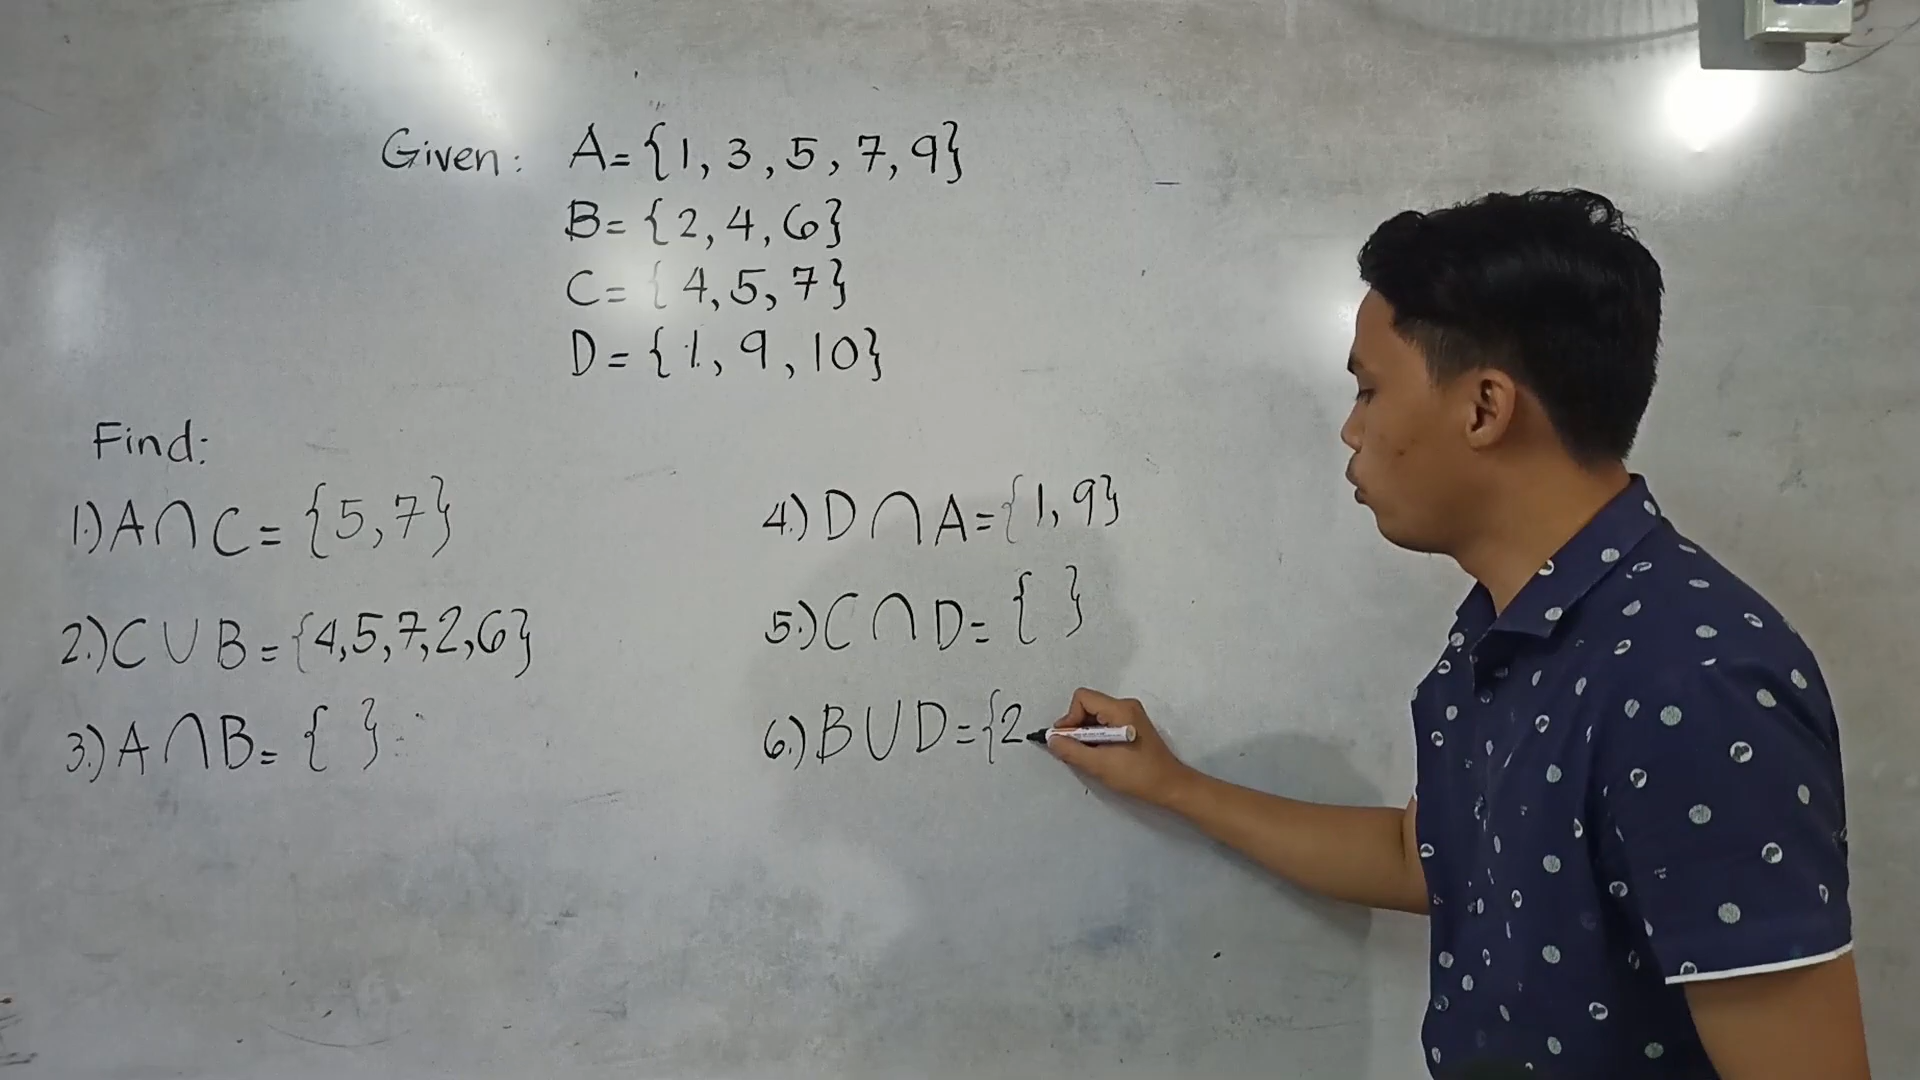 Given: A={1, 3, 5, 7, 9}
B={2, 4, 6}
C={4, 5, 7}
D={1, 9, 10}
Find:
1.) A∩C={5, 7}
2.) C∪B={4,5,7,2,6}
3.) A∩B={ }
4.) D∩A={1, 9}
5.) C∩D={ }
6.) B∪D={2